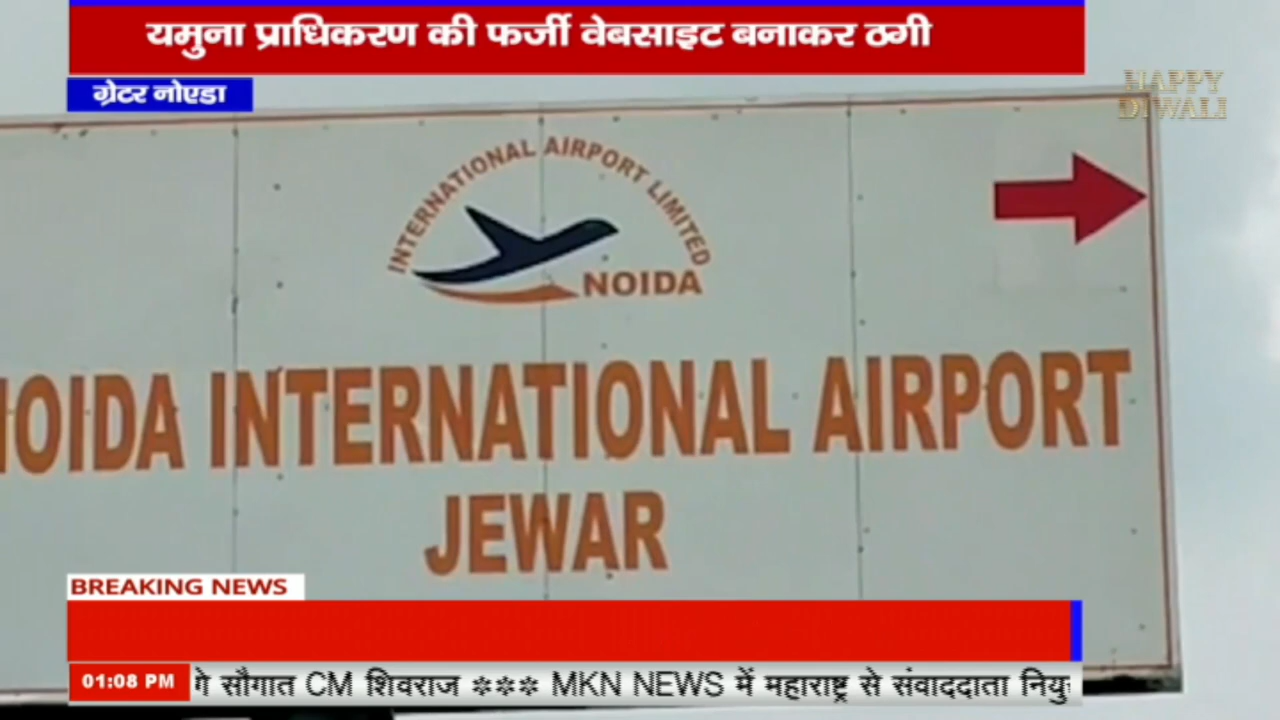 यमुना प्राधिकरण की फर्जी वेबसाइट बनाकर ठगी
ग्रेटर नोएडा
HAPPY
DIWALI
INTERNATIONAL AIRPORT LIMITED
NOIDA
NOIDA INTERNATIONAL AIRPORT
JEWAR
BREAKING NEWS
01:08 PM गे सौगात CM शिवराज ❊❊❊ MKN NEWS में महाराष्ट्र से संवाददाता नियु